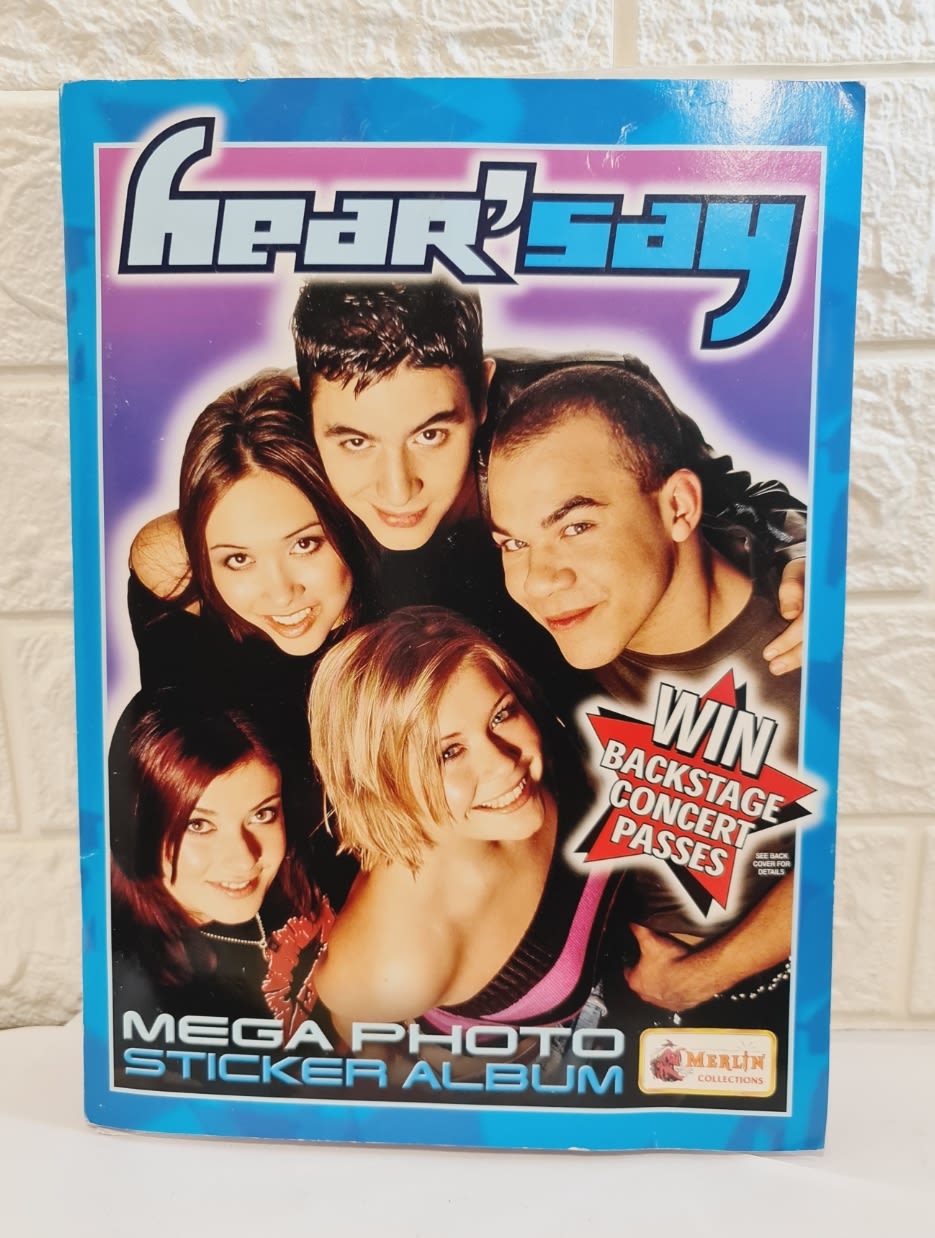 hear'say
WIN
BACKSTAGE
CONCERT
PASSES
SEE BACK
COVER FOR
DETAILS
MEGA PHOTO
STICKER ALBUM
MERLIN
COLLECTIONS